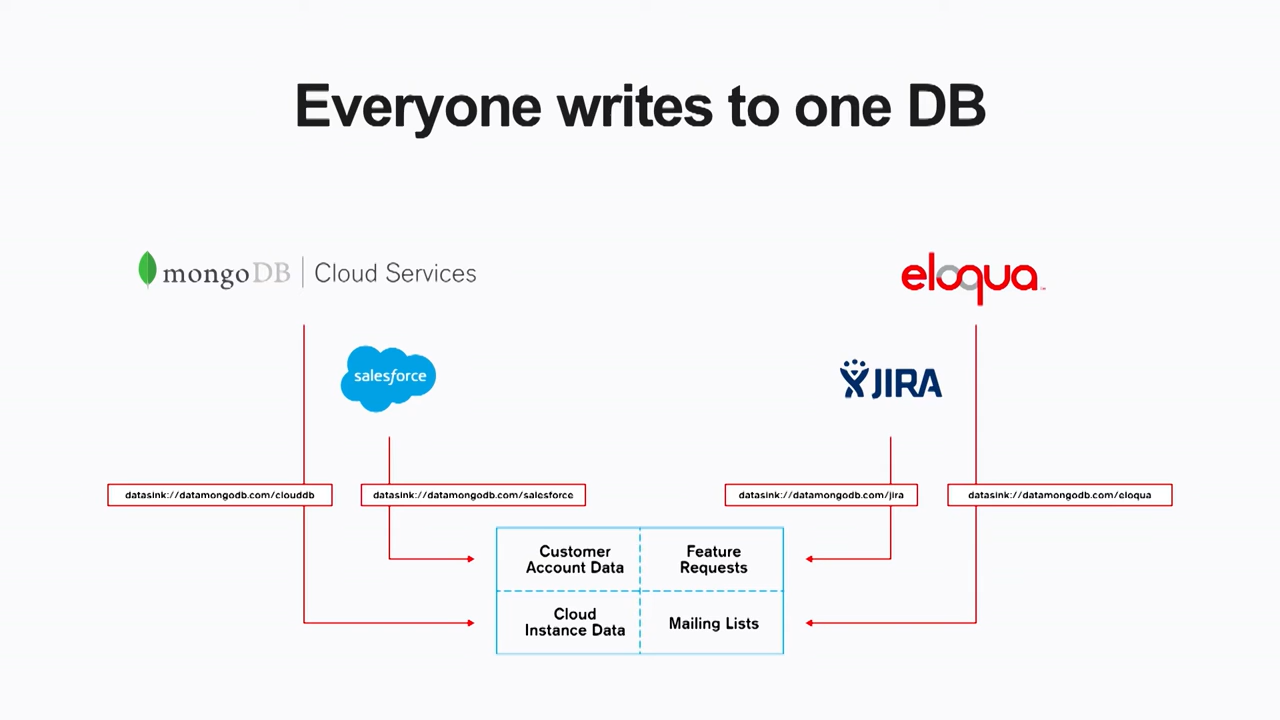 Everyone writes to one DB
mongoDB | Cloud Services
eloqua
salesforce
JIRA
datasink://datamongodb.com/clouddb
datasink://datamongodb.com/salesforce
datasink://datamongodb.com/jira
datasink://datamongodb.com/eloqua
Customer
Account Data
Feature
Requests
Cloud
Instance Data
Mailing Lists